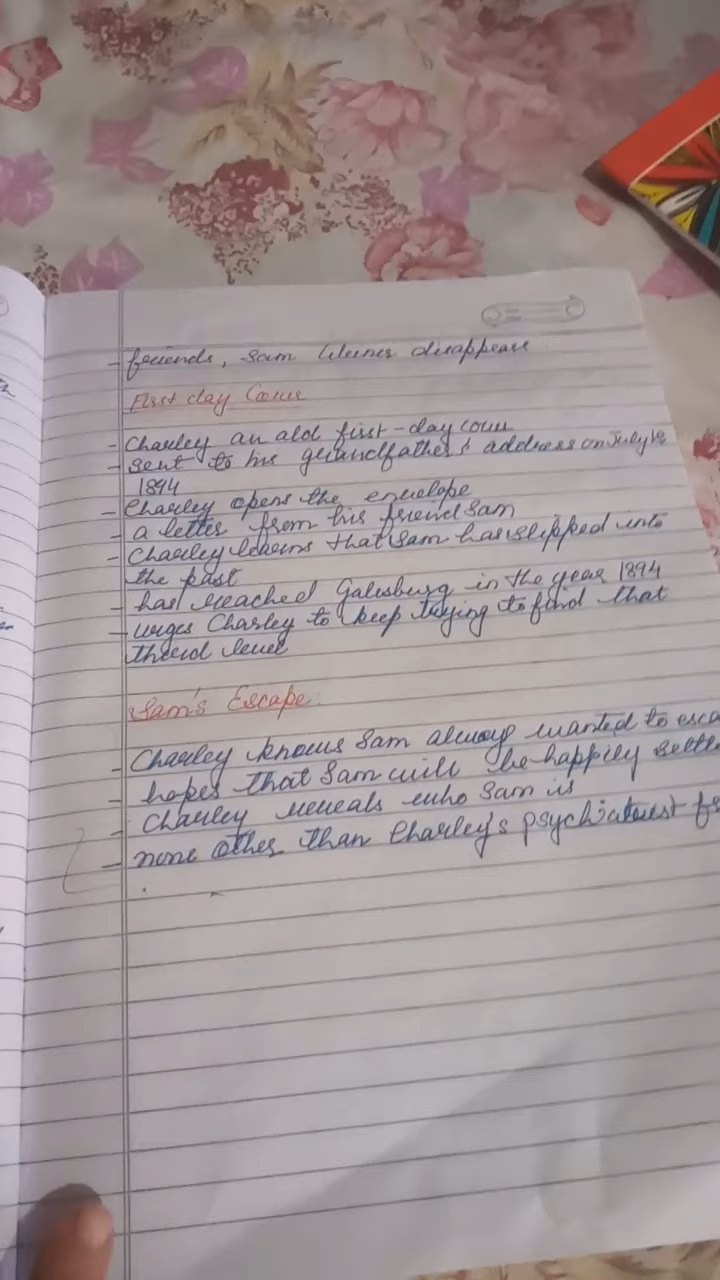 - friends, Sam Weiner disappears
First day Cover
- Charley an old first-day cover
- sent to his grandfather's address on July 18
1894
- Charley opens the envelope
- a letter from his friend Sam
- Charley learns that Sam has slipped into
the past
- has reached Galesburg in the year 1894
- urges Charley to keep trying to find that
third level
Sam's Escape:
- Charley knows Sam always wanted to esca
- hopes that Sam will be happily settl
- Charley reveals who Sam is
- none other than Charley's psychiatrist